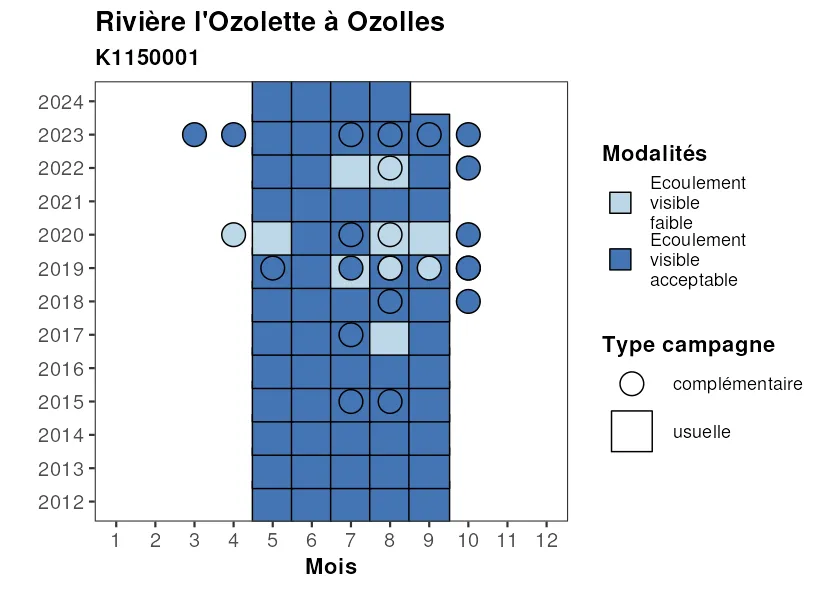 Rivière l'Ozolette à Ozolles
K1150001
2024
2023
2022
2021
2020
2019
2018
2017
2016
2015
2014
2013
2012
1 2 3 4 5 6 7 8 9 10 11 12
Mois
Modalités
Ecoulement
visible
faible
Ecoulement
visible
acceptable
Type campagne
complémentaire
usuelle